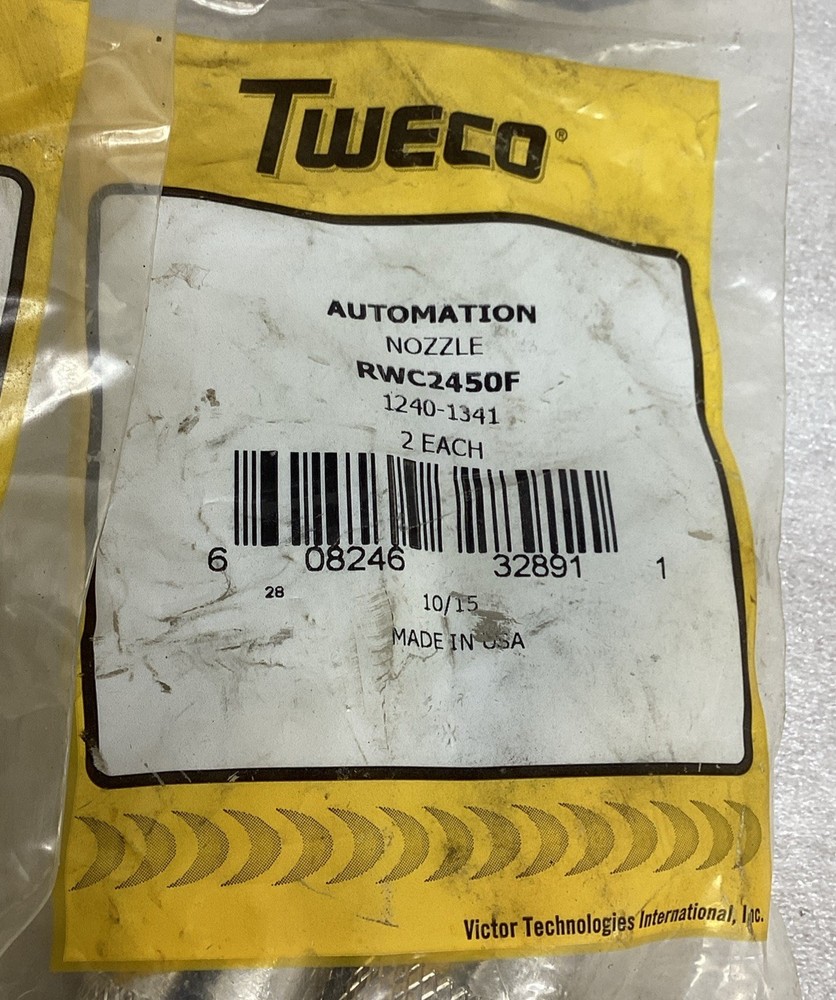 TWECO®
AUTOMATION
NOZZLE
RWC2450F
1240-1341
2 EACH
6 08246 32891 1
28
10/15
MADE IN USA
Victor Technologies International, Inc.